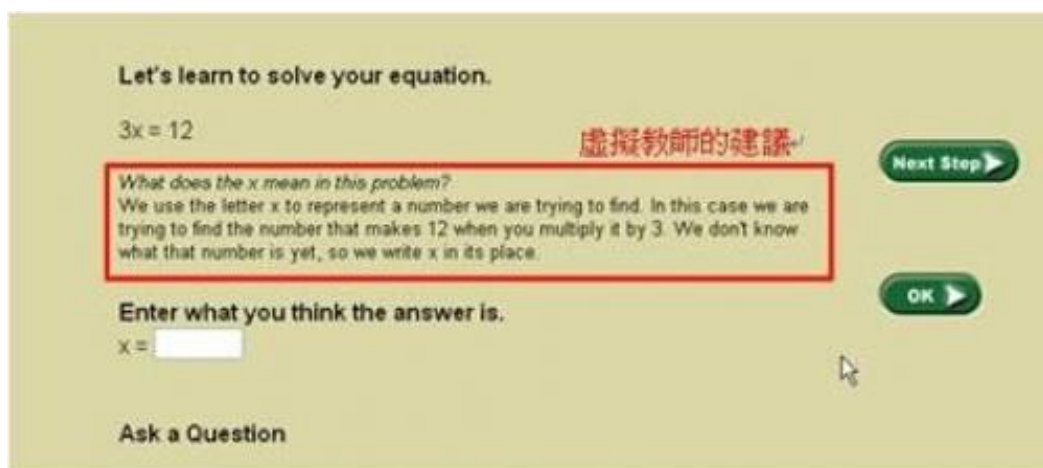 Let's learn to solve your equation.
3x = 12
虛擬教師的建議
Next Step
What does the x mean in this problem?
We use the letter x to represent a number we are trying to find. In this case we are
trying to find the number that makes 12 when you multiply it by 3. We don't know
what that number is yet, so we write x in its place.
OK
Enter what you think the answer is.
x =
Ask a Question